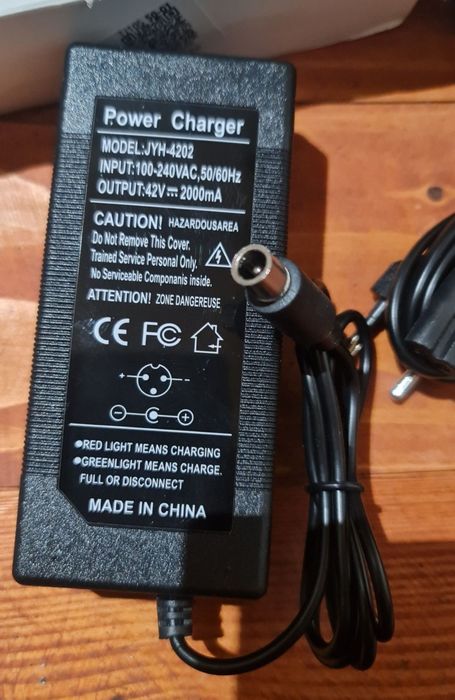 Power Charger
MODEL:JYH-4202
INPUT:100-240VAC,50/60Hz
OUTPUT:42V⎓2000mA
CAUTION! HAZARDOUSAREA
Do Not Remove This Cover.
Trained Service Personal Only.
No Serviceable Componanis inside.
ATTENTION! ZONE DANGEREUSE
CE FC
+ -
- +
●RED LIGHT MEANS CHARGING
●GREENLIGHT MEANS CHARGE.
FULL OR DISCONNECT
MADE IN CHINA